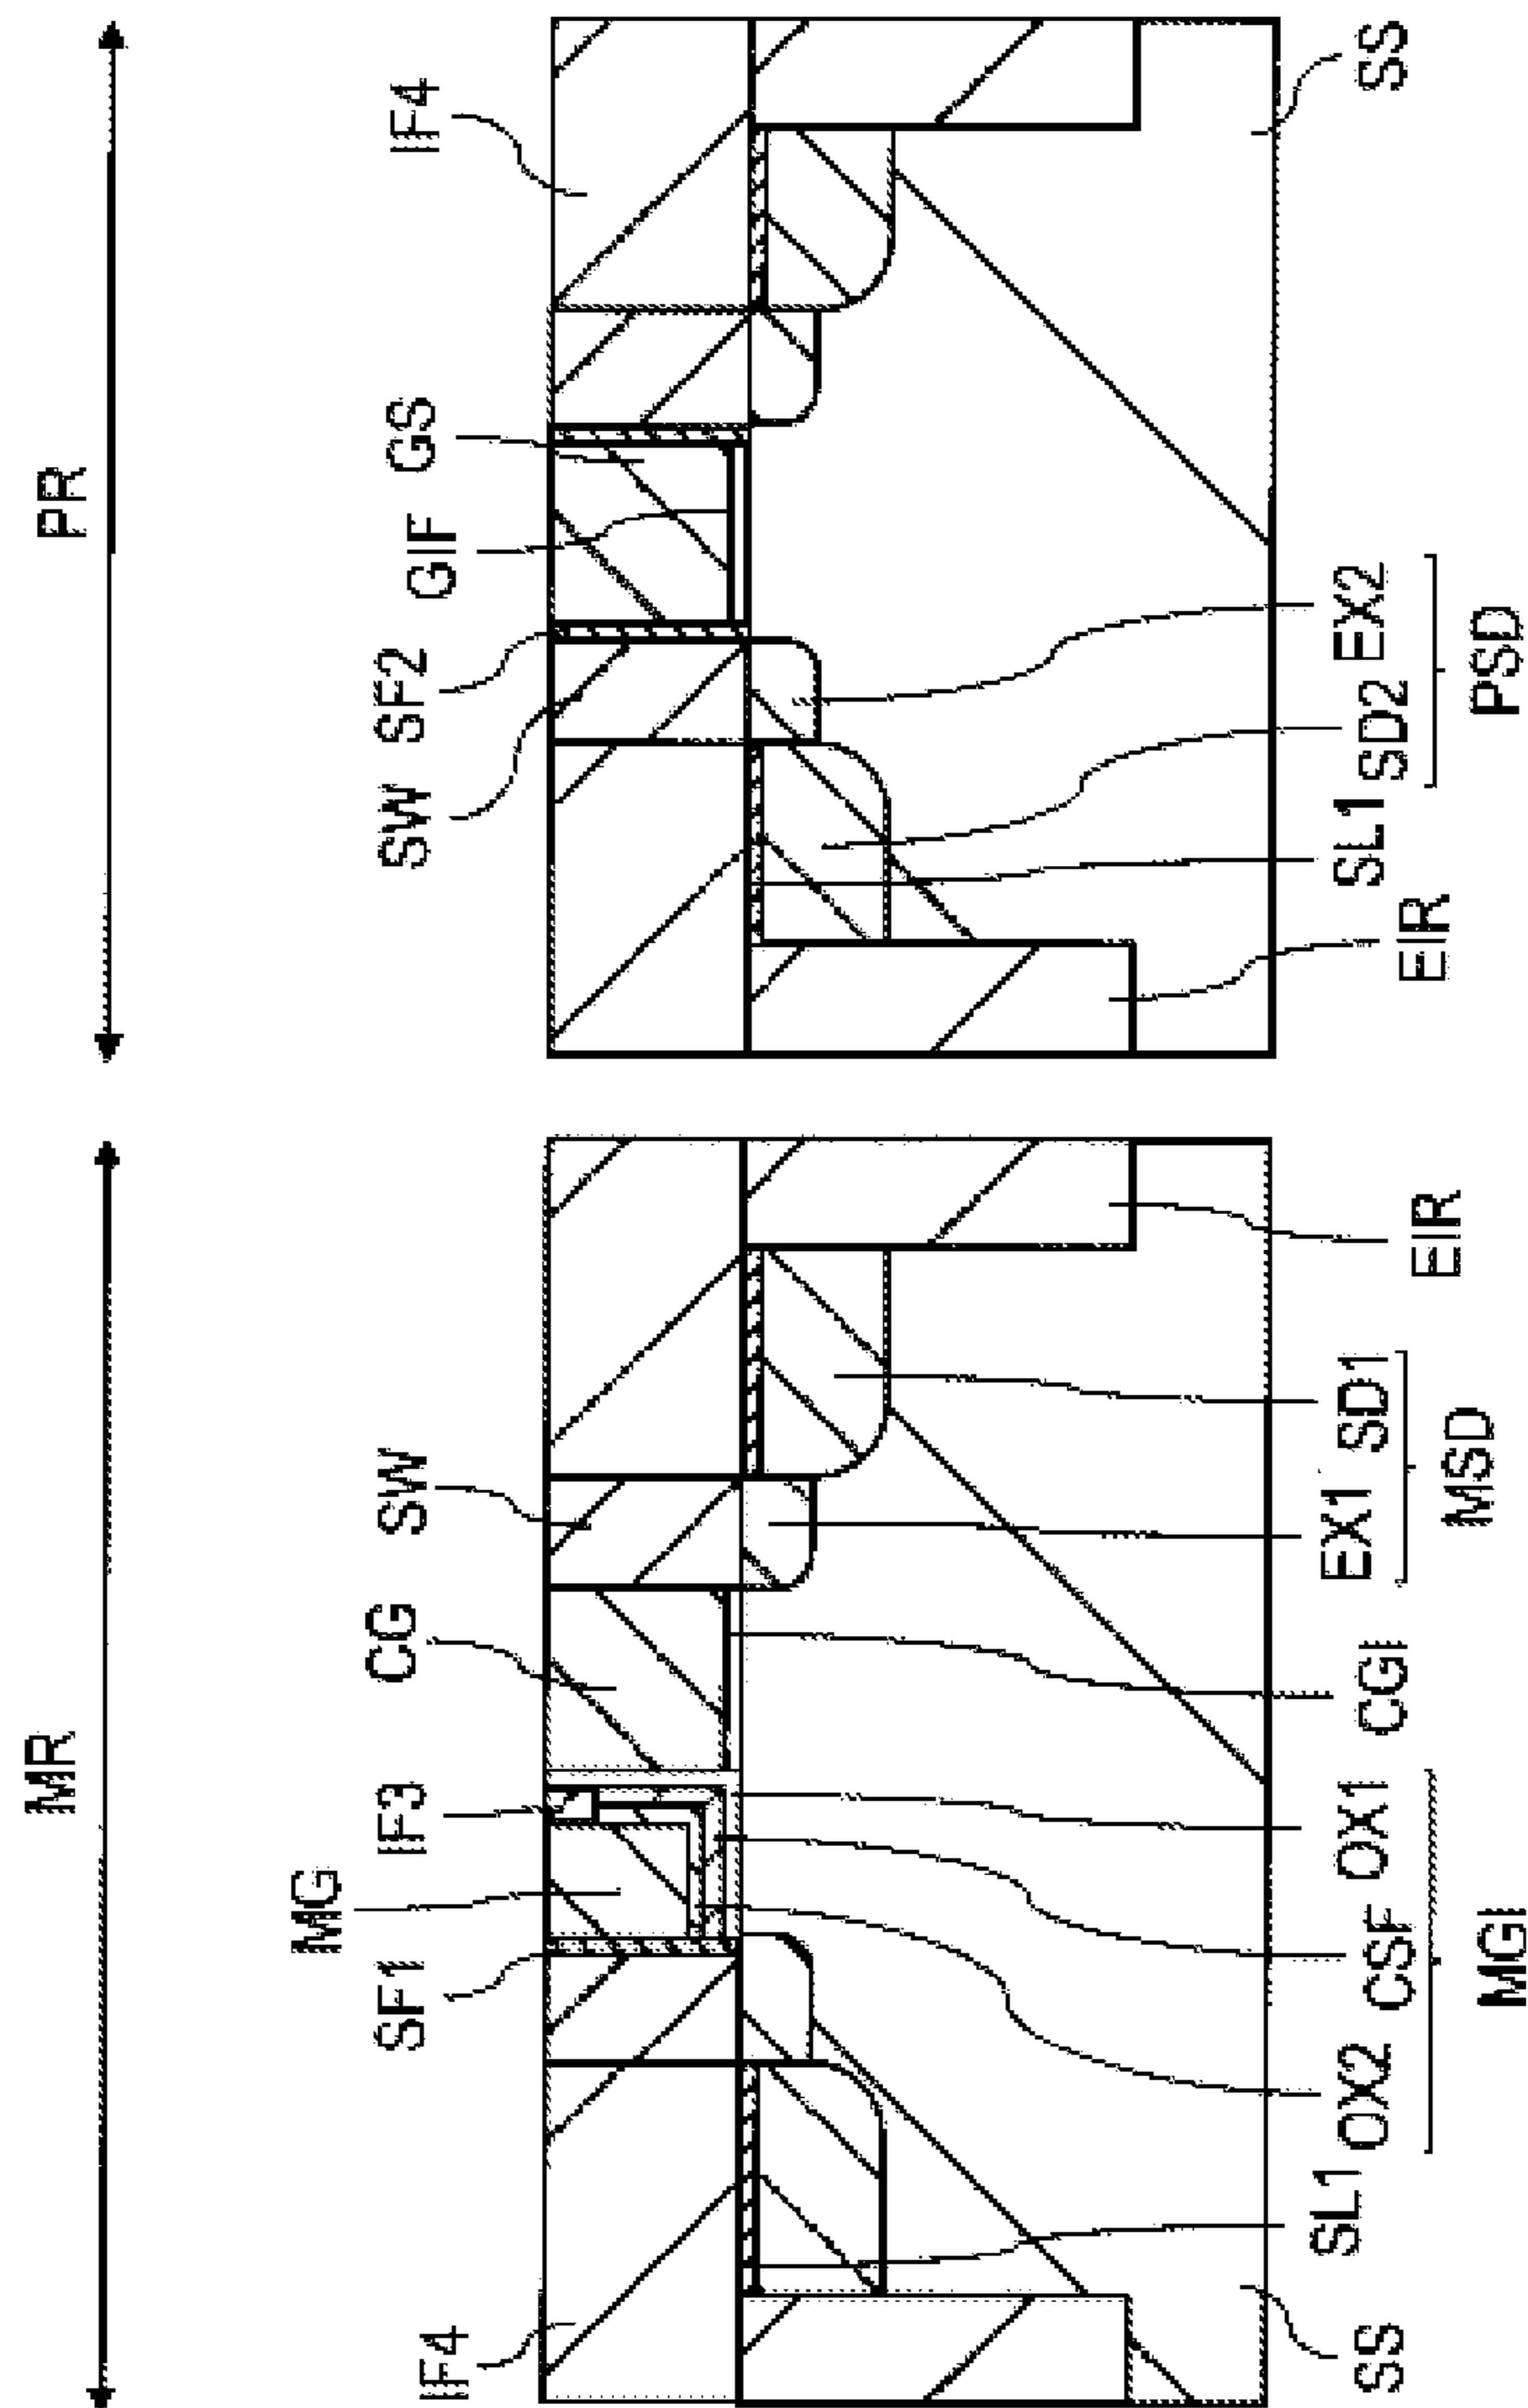 MR
PR
IF4
SF1
MG
IF3
CG
SW
SW
SF2
GIF
GS
IF4
SS
SL1
OX2
CSF
OX1
MGI
CGI
EX1
SD1
MSD
EIR
EIR
SL1
SD2
EX2
PSD
SS